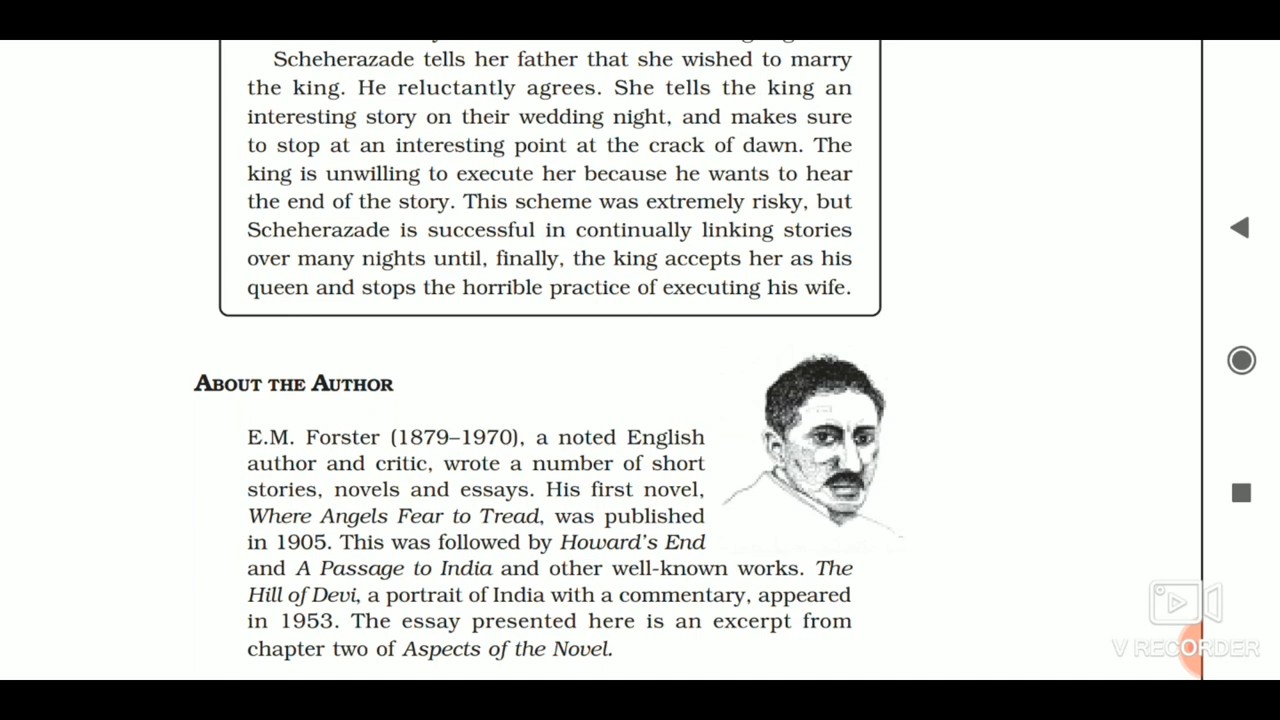 Scheherazade tells her father that she wished to marry
the king. He reluctantly agrees. She tells the king an
interesting story on their wedding night, and makes sure
to stop at an interesting point at the crack of dawn. The
king is unwilling to execute her because he wants to hear
the end of the story. This scheme was extremely risky, but
Scheherazade is successful in continually linking stories
over many nights until, finally, the king accepts her as his
queen and stops the horrible practice of executing his wife.
ABOUT THE AUTHOR
E.M. Forster (1879–1970), a noted English
author and critic, wrote a number of short
stories, novels and essays. His first novel,
Where Angels Fear to Tread, was published
in 1905. This was followed by Howard's End
and A Passage to India and other well-known works. The
Hill of Devi, a portrait of India with a commentary, appeared
in 1953. The essay presented here is an excerpt from
chapter two of Aspects of the Novel.
V RECORDER